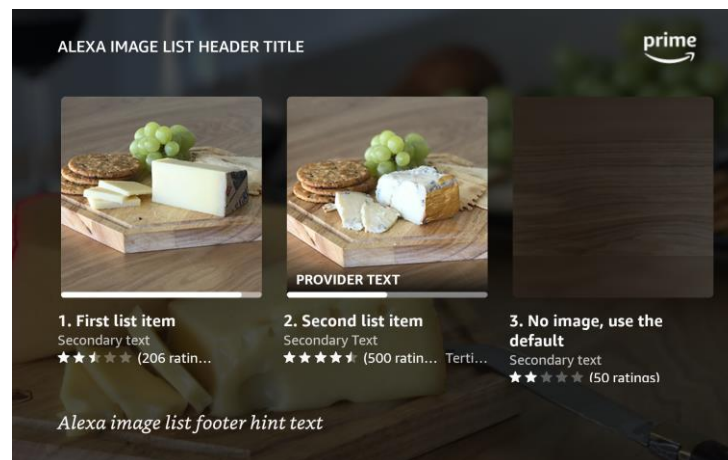 ALEXA IMAGE LIST HEADER TITLE
prime
PROVIDER TEXT
1. First list item
Secondary text
(206 ratin...
2. Second list item
Secondary Text
(500 ratin... Terti...
3. No image, use the
default
Secondary text
(50 ratings)
Alexa image list footer hint text